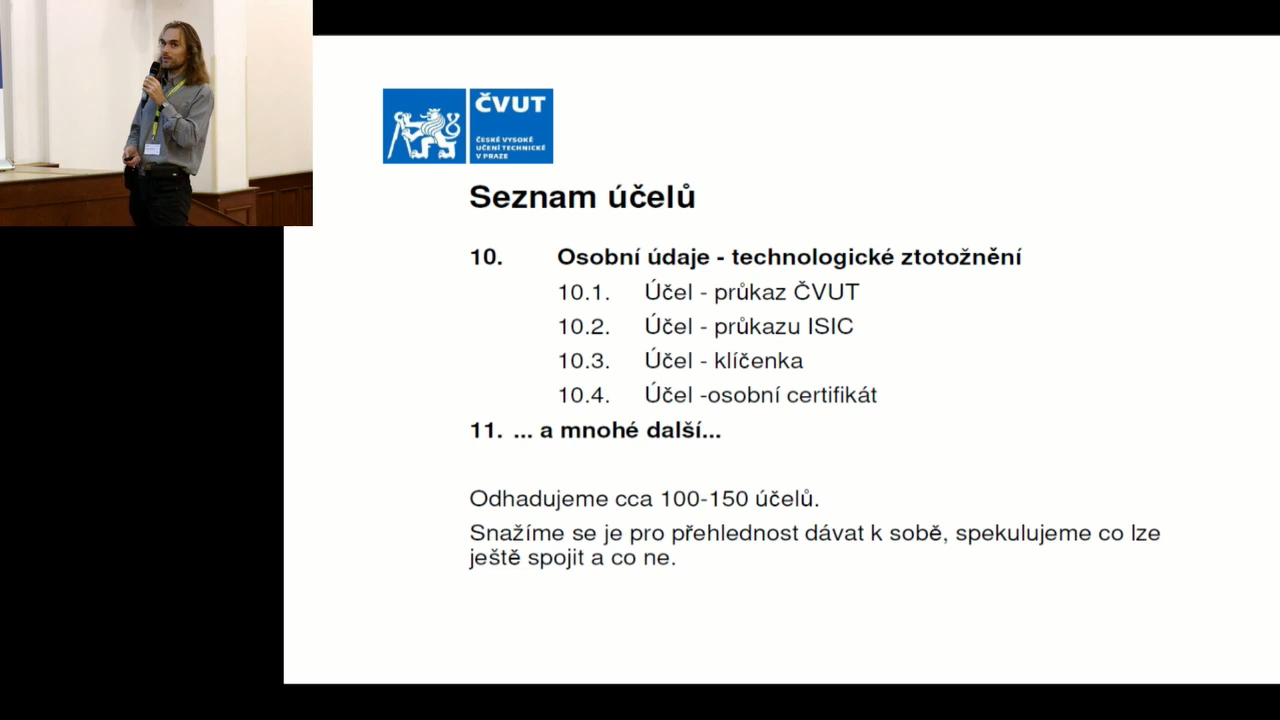 ČVUT
ČESKÉ VYSOKÉ
UČENÍ TECHNICKÉ
V PRAZE
Seznam účelů
10. Osobní údaje - technologické ztotožnění
10.1. Účel - průkaz ČVUT
10.2. Účel - průkazu ISIC
10.3. Účel - klíčenka
10.4. Účel -osobní certifikát
11. ... a mnohé další...
Odhadujeme cca 100-150 účelů.
Snažíme se je pro přehlednost dávat k sobě, spekulujeme co lze
ještě spojit a co ne.